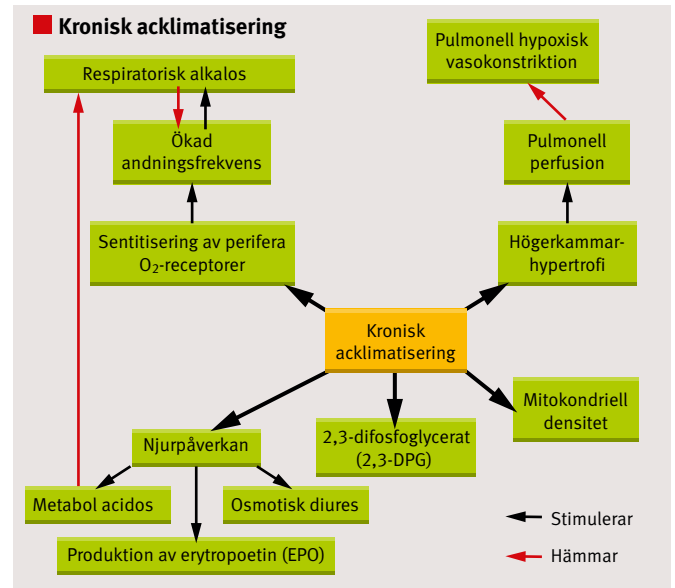 Kronisk acklimatisering
Respiratorisk alkalos
Pulmonell hypoxisk
vasokonstriktion
Ökad
andningsfrekvens
Pulmonell
perfusion
Sentitisering av perifera
O₂-receptorer
Högerkammar-
hypertrofi
Kronisk
acklimatisering
Mitokondriell
densitet
Njurpåverkan
2,3-difosfoglycerat
(2,3-DPG)
Metabol acidos
Osmotisk diures
Produktion av erytropoetin (EPO)
Stimulerar
Hämmar